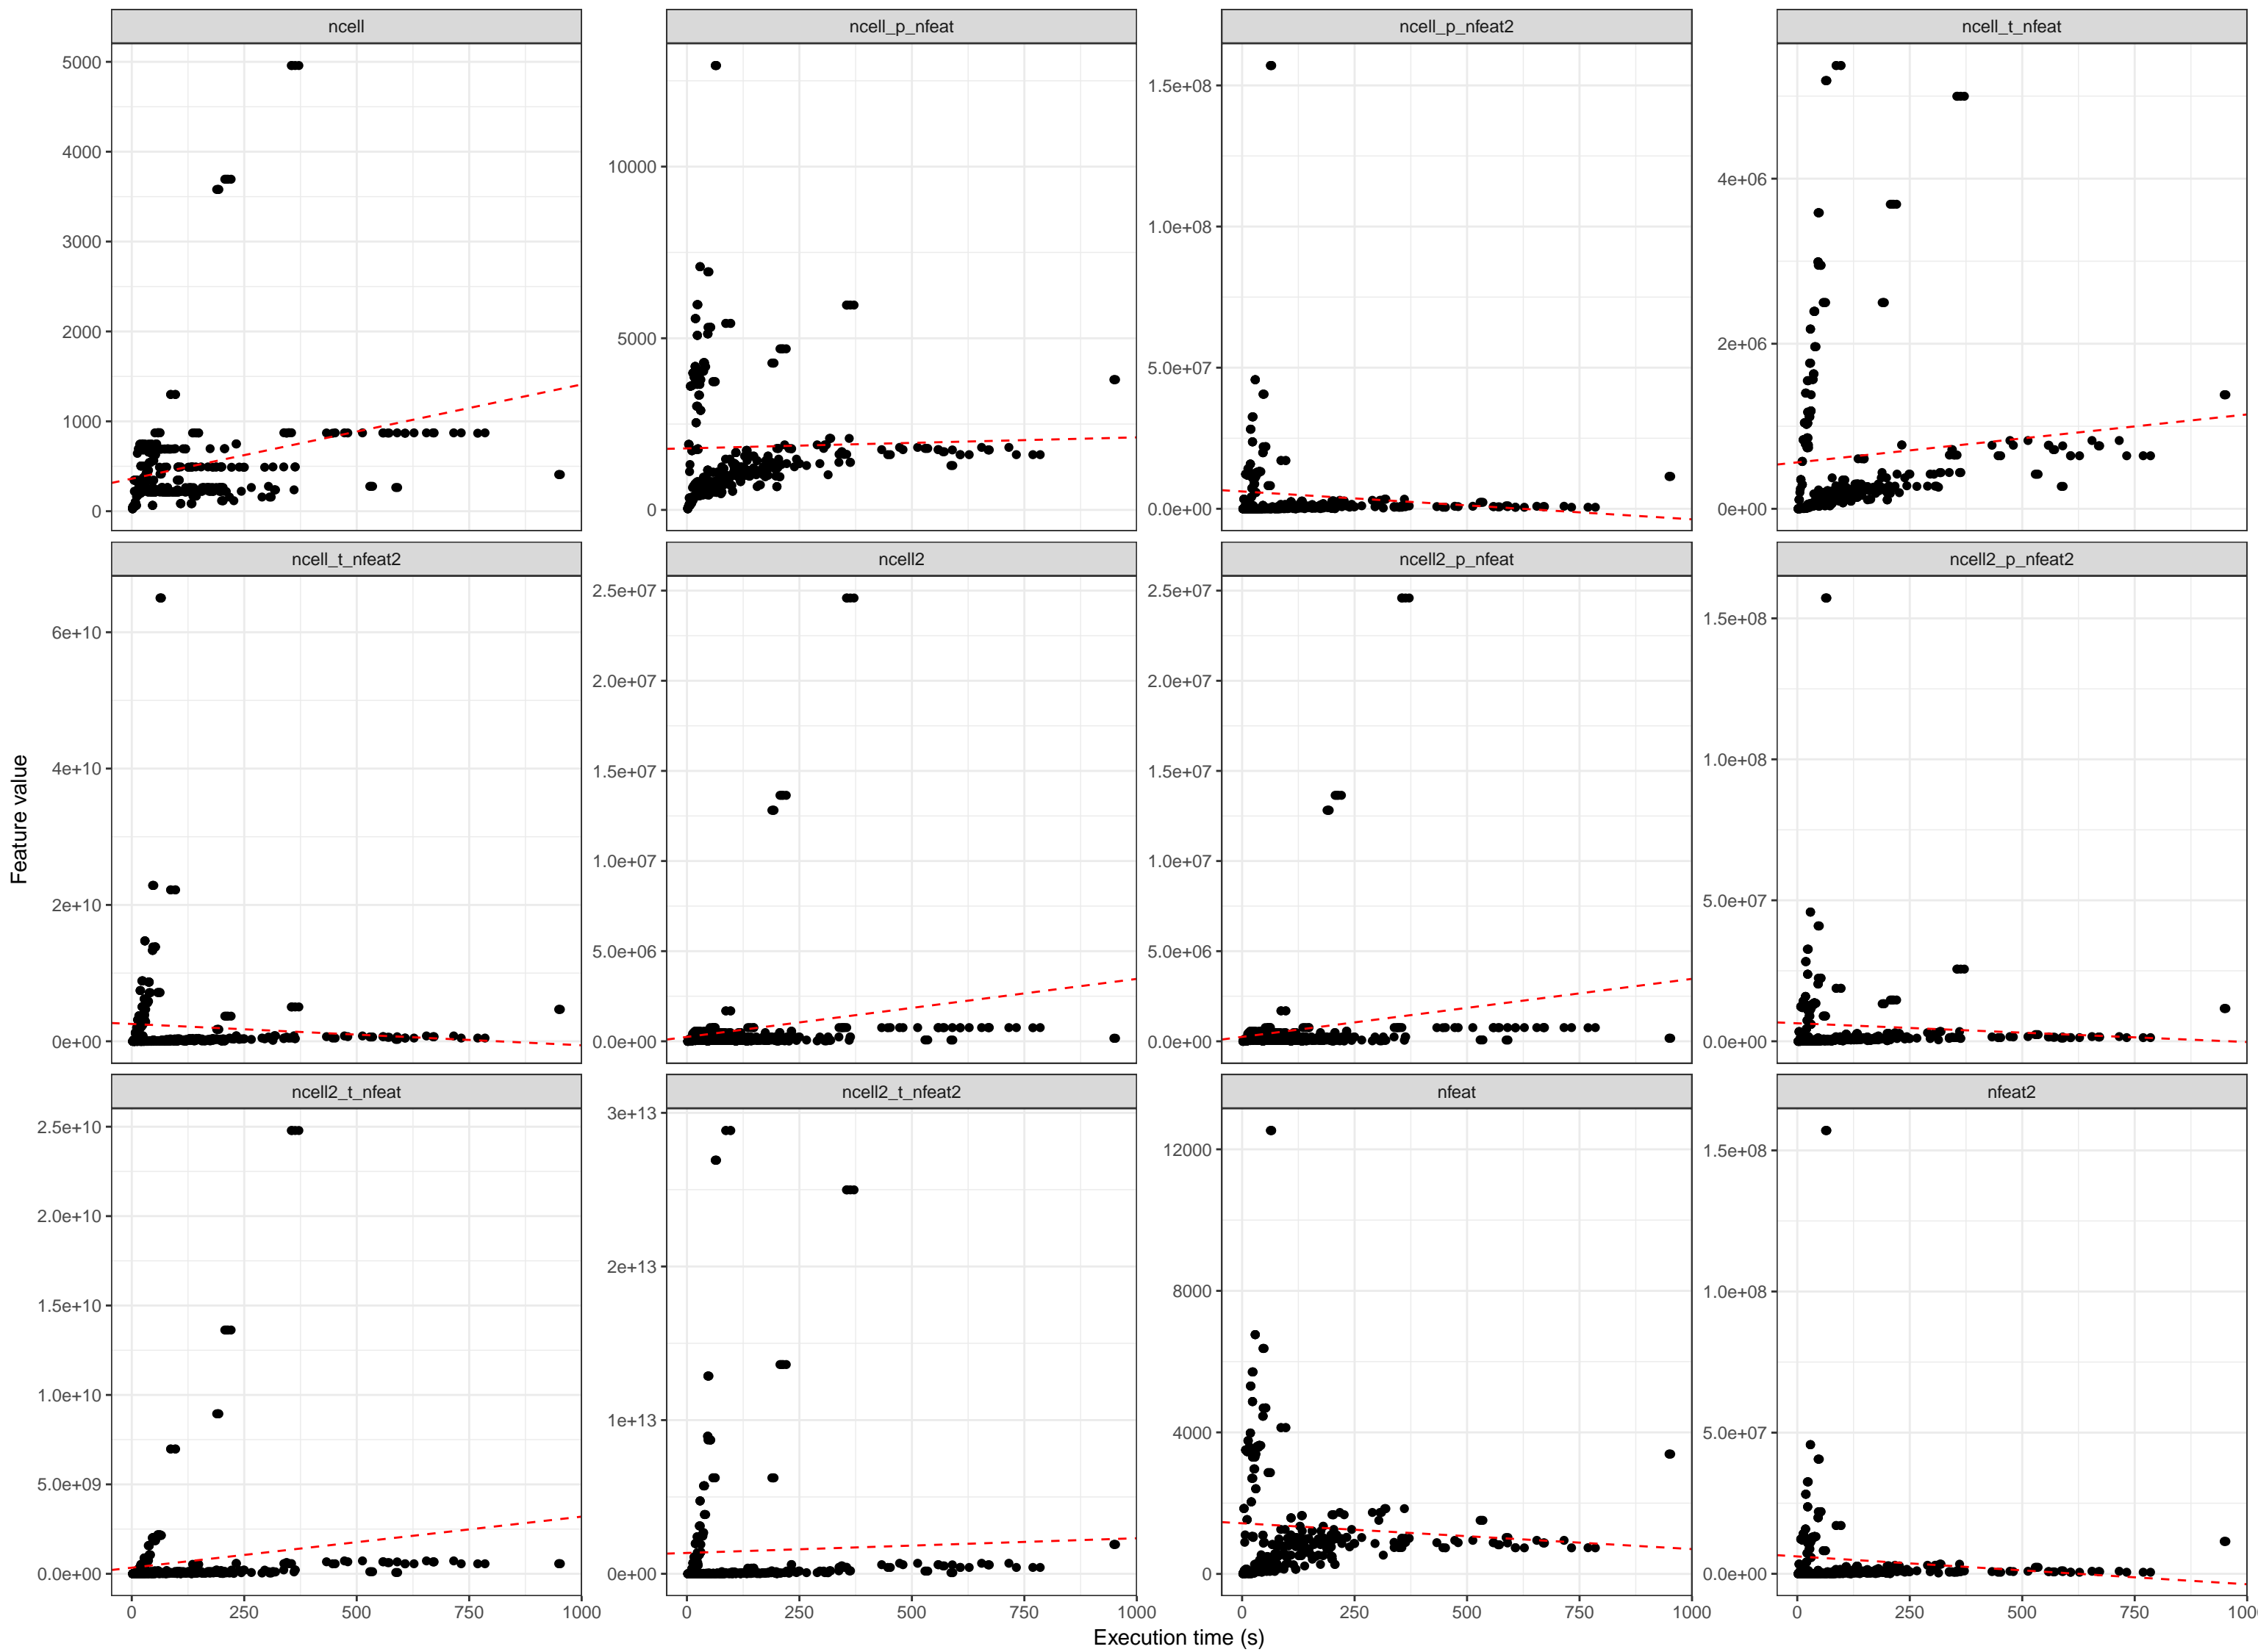 ncell
ncell_p_nfeat
ncell_p_nfeat2
ncell_t_nfeat
5000
4000
3000
2000
1000
0
10000
5000
0
1.5e+08
1.0e+08
5.0e+07
0.0e+00
4e+06
2e+06
0e+00
ncell_t_nfeat2
ncell2
ncell2_p_nfeat
ncell2_p_nfeat2
6e+10
4e+10
2e+10
0e+00
2.5e+07
2.0e+07
1.5e+07
1.0e+07
5.0e+06
0.0e+00
2.5e+07
2.0e+07
1.5e+07
1.0e+07
5.0e+06
0.0e+00
1.5e+08
1.0e+08
5.0e+07
0.0e+00
Feature value
ncell2_t_nfeat
ncell2_t_nfeat2
nfeat
nfeat2
2.5e+10
2.0e+10
1.5e+10
1.0e+10
5.0e+09
0.0e+00
3e+13
2e+13
1e+13
0e+00
12000
8000
4000
0
1.5e+08
1.0e+08
5.0e+07
0.0e+00
0 250 500 750 1000
0 250 500 750 1000
0 250 500 750 1000
0 250 500 750 100
Execution time (s)